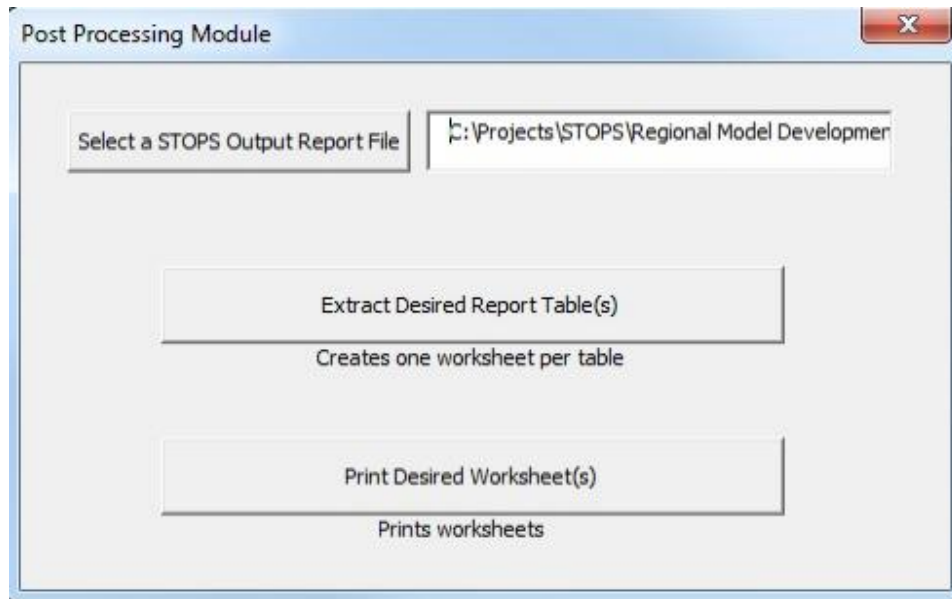 Post Processing Module
Select a STOPS Output Report File
C:\Projects\STOPS\Regional Model Developmen
Extract Desired Report Table(s)
Creates one worksheet per table
Print Desired Worksheet(s)
Prints worksheets